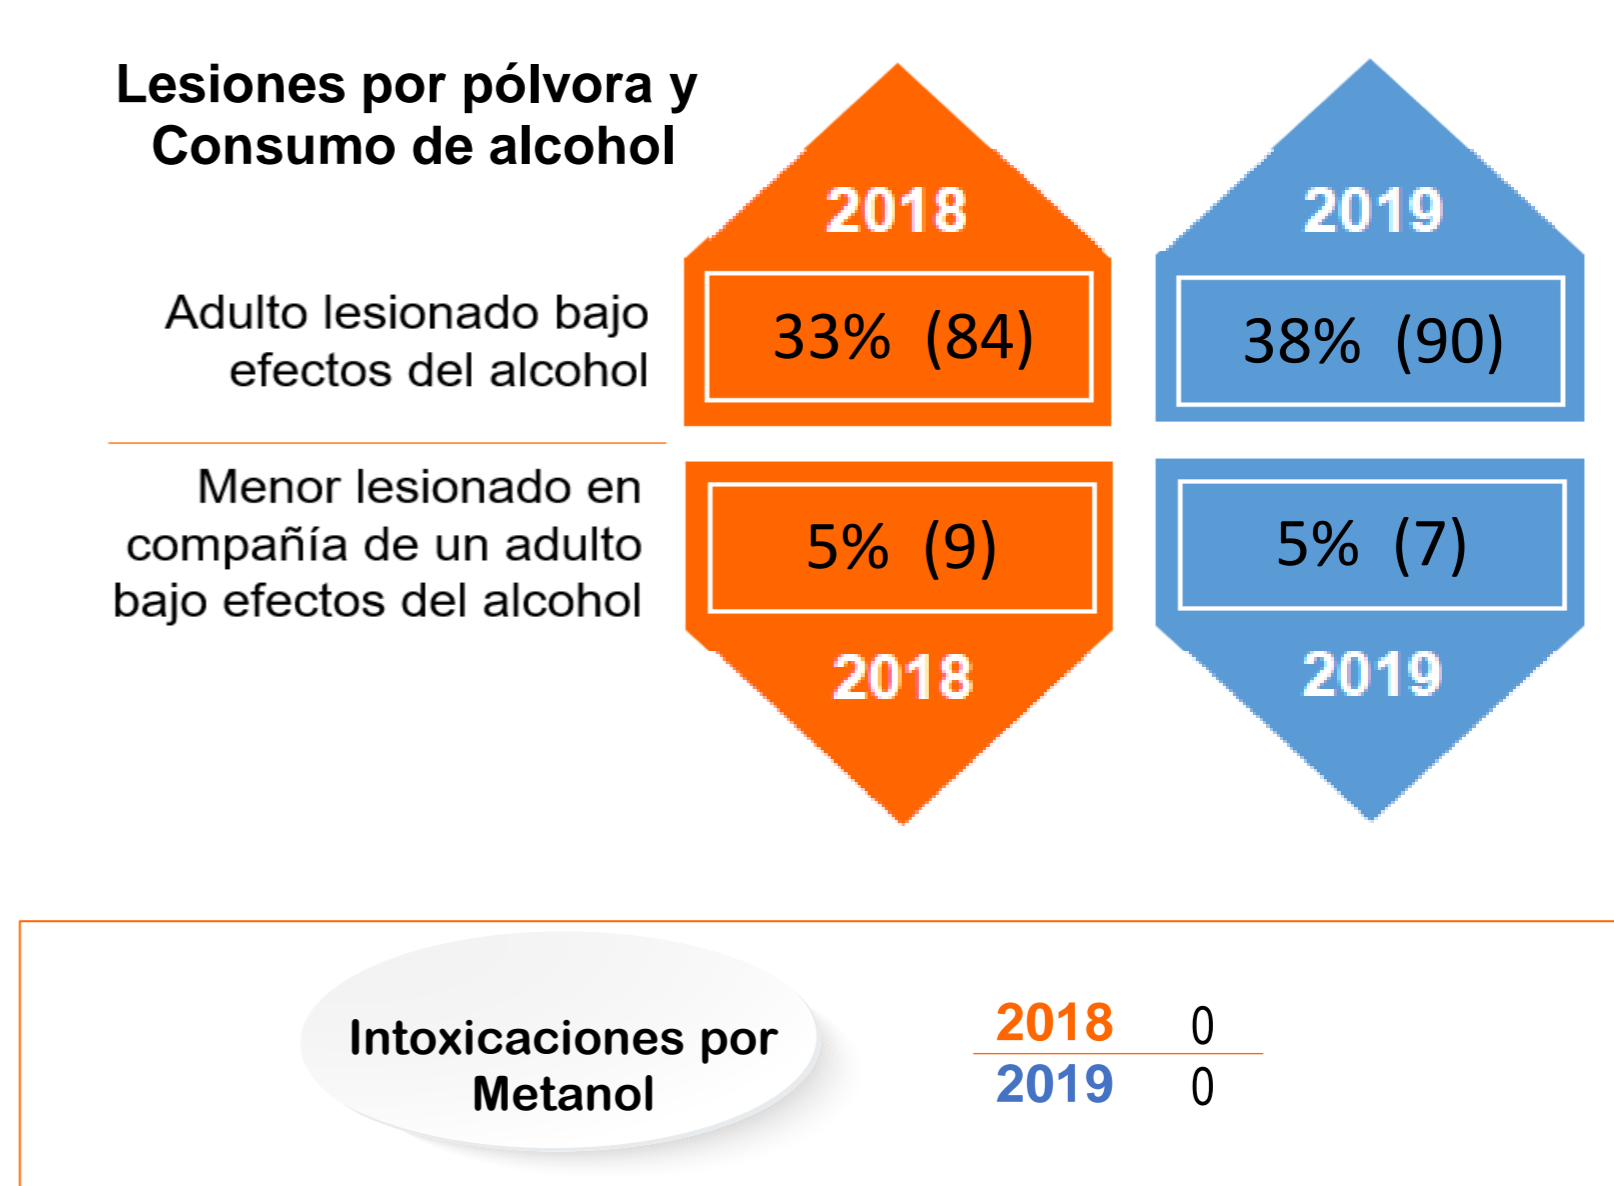 Lesiones por pólvora y
Consumo de alcohol
2018
2019
Adulto lesionado bajo
efectos del alcohol
33% (84)
38% (90)
Menor lesionado en
compañía de un adulto
bajo efectos del alcohol
5% (9)
5% (7)
2018
2019
Intoxicaciones por
Metanol
2018 0
2019 0